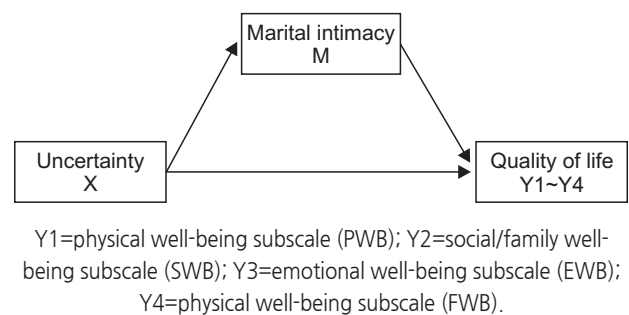 Marital intimacy
M
Uncertainty
X
Quality of life
Y1~Y4
Y1=physical well-being subscale (PWB); Y2=social/family well-
being subscale (SWB); Y3=emotional well-being subscale (EWB);
Y4=physical well-being subscale (FWB).